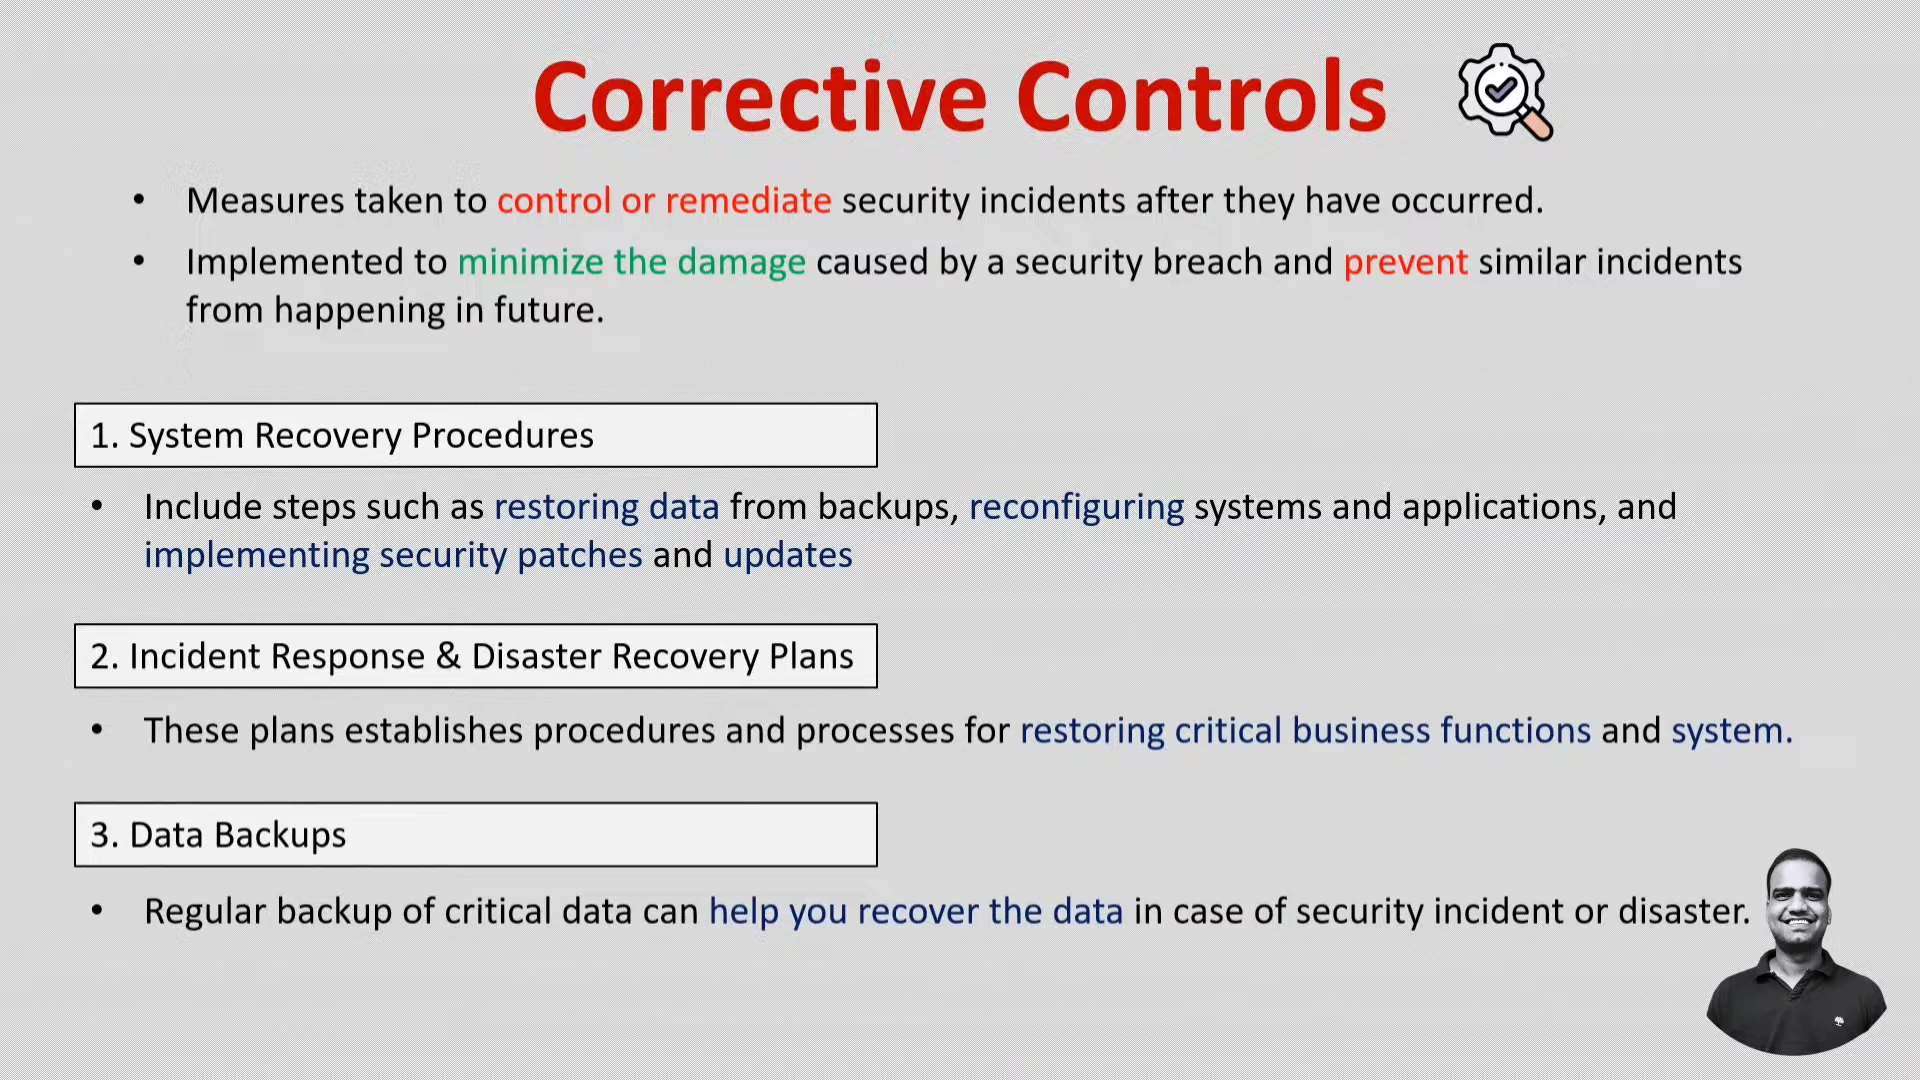 Corrective Controls
• Measures taken to control or remediate security incidents after they have occurred.
• Implemented to minimize the damage caused by a security breach and prevent similar incidents
from happening in future.
1. System Recovery Procedures
• Include steps such as restoring data from backups, reconfiguring systems and applications, and
implementing security patches and updates
2. Incident Response & Disaster Recovery Plans
• These plans establishes procedures and processes for restoring critical business functions and system.
3. Data Backups
• Regular backup of critical data can help you recover the data in case of security incident or disaster.